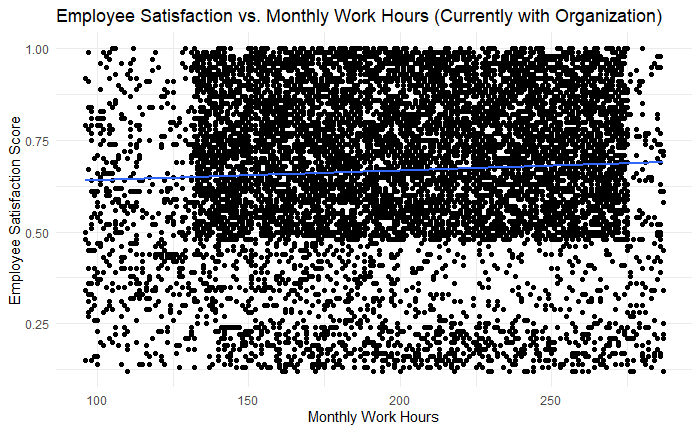 Employee Satisfaction vs. Monthly Work Hours (Currently with Organization)
Employee Satisfaction Score
1.00
0.75
0.50
0.25
100 150 200 250
Monthly Work Hours